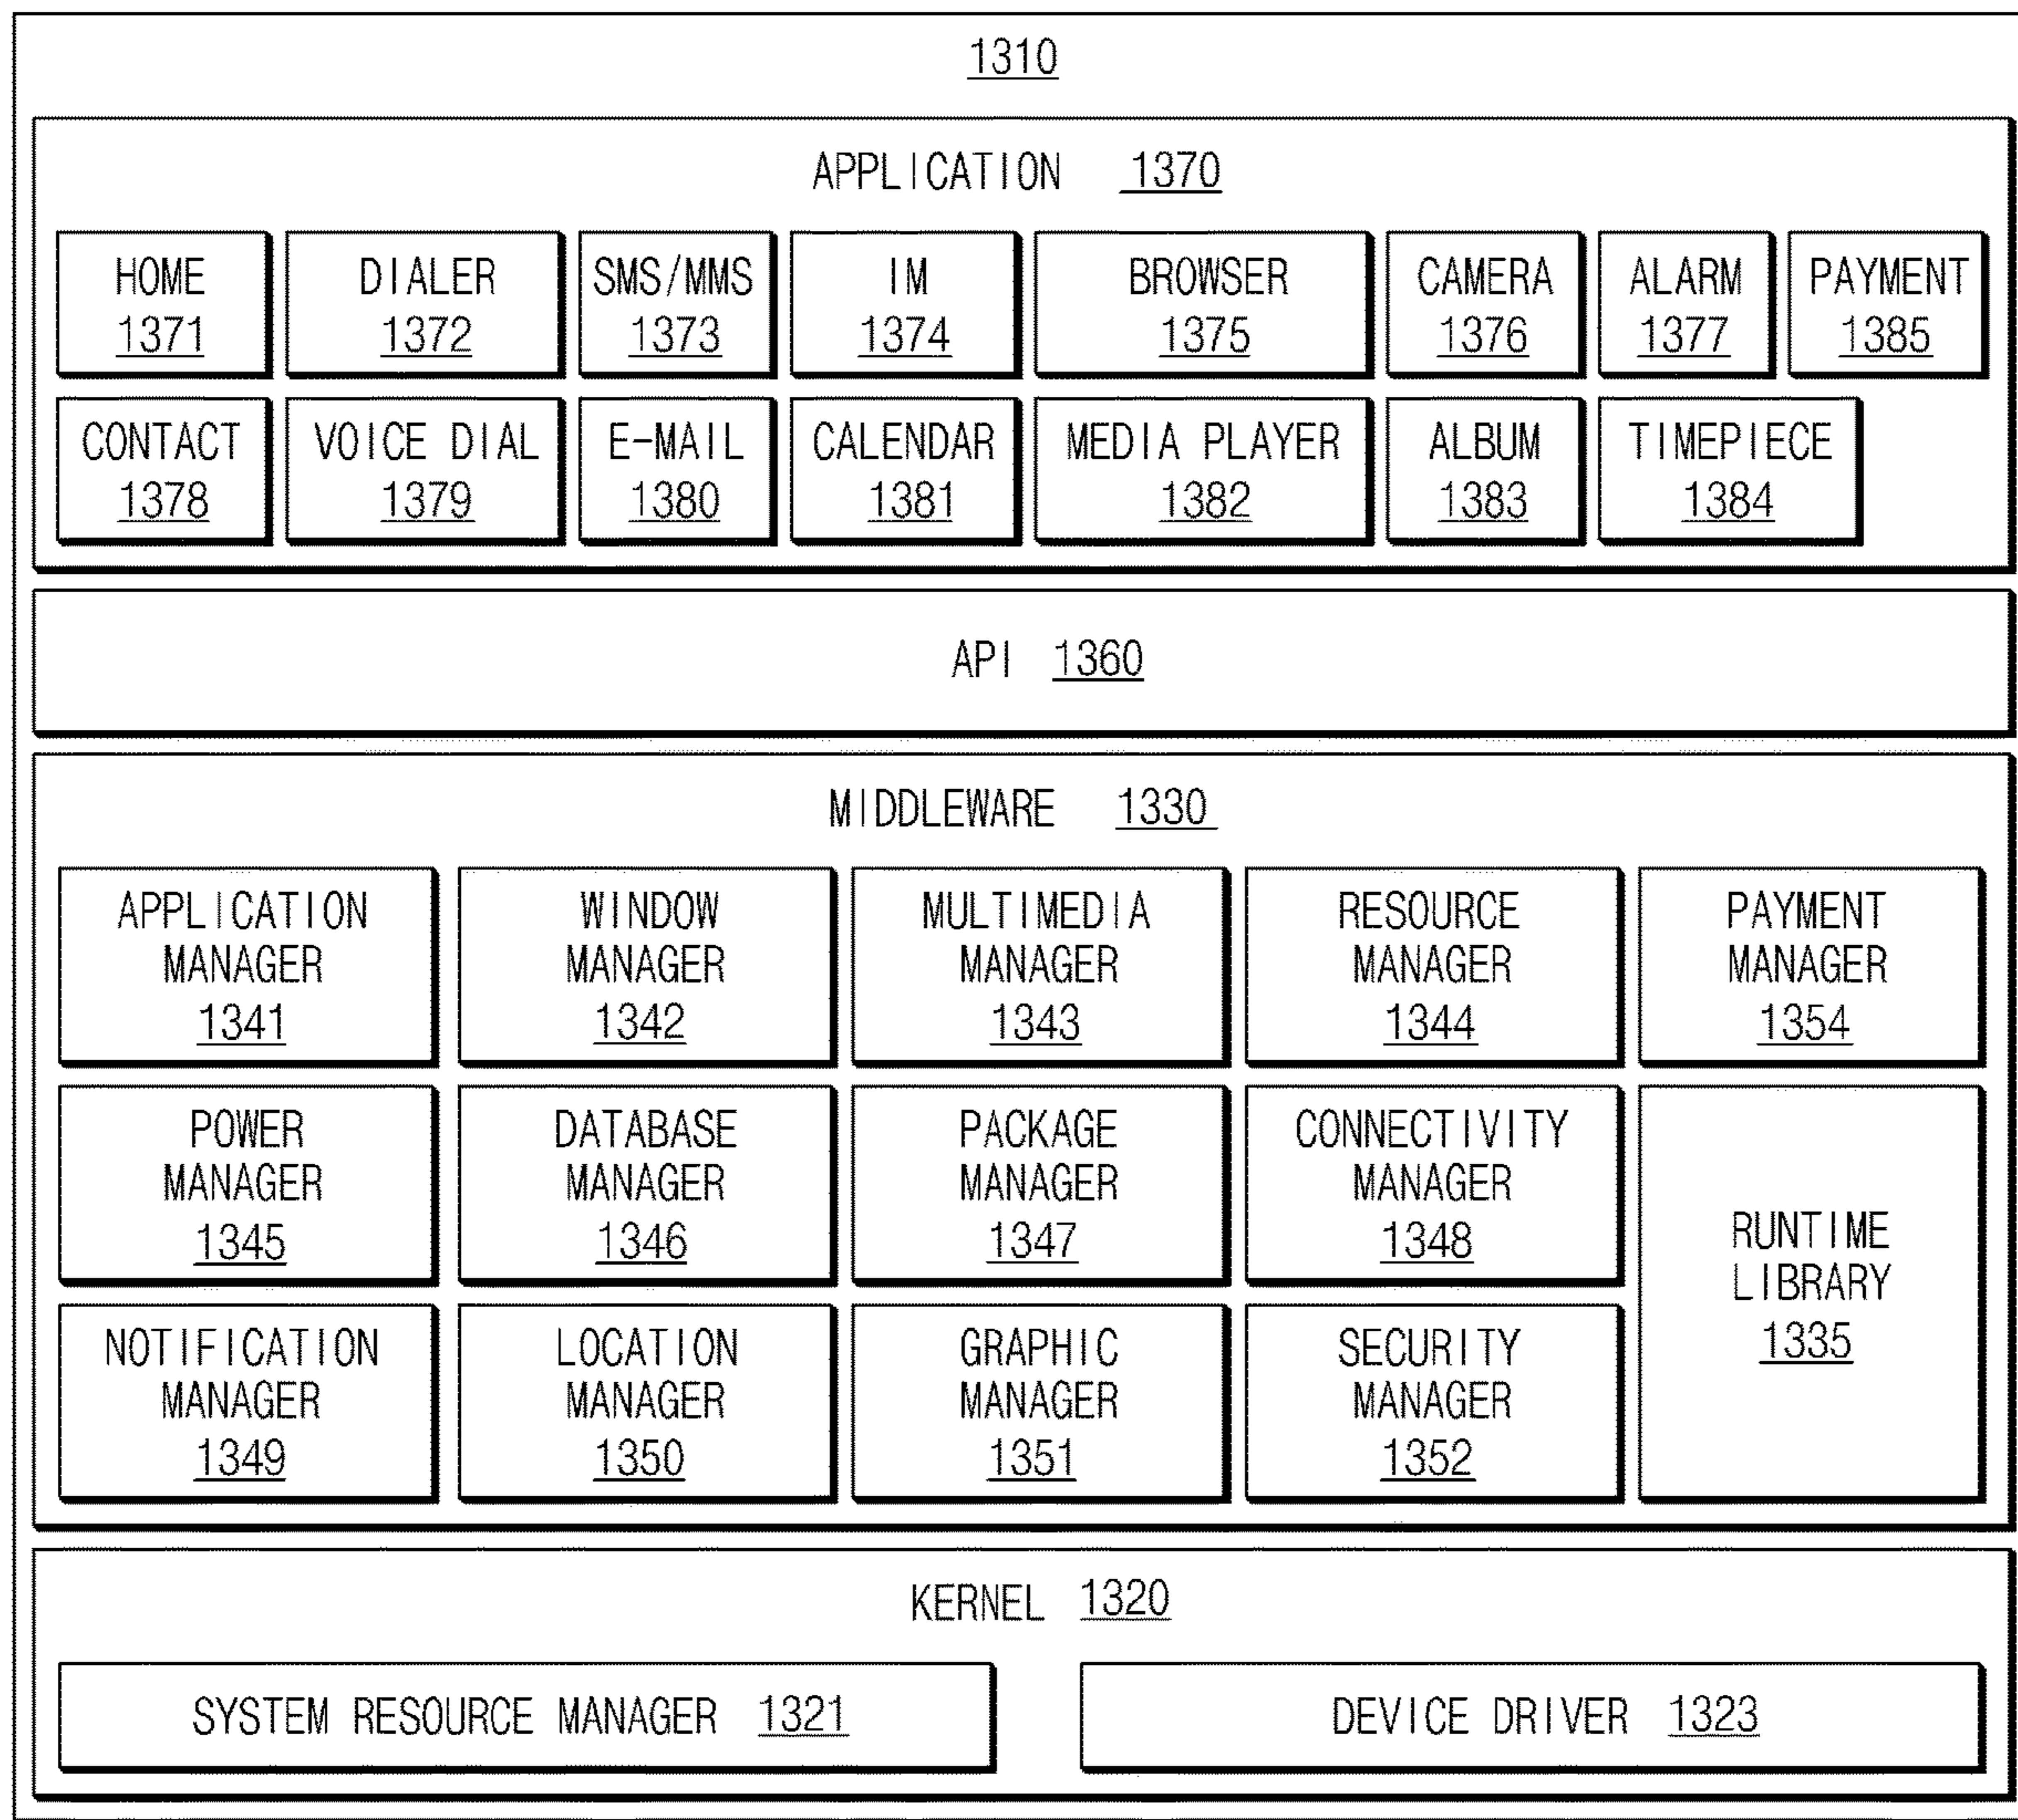 1310
APPLICATION 1370
HOME
1371
DIALER
1372
SMS/MMS
1373
IM
1374
BROWSER
1375
CAMERA
1376
ALARM
1377
PAYMENT
1385
CONTACT
1378
VOICE DIAL
1379
E-MAIL
1380
CALENDAR
1381
MEDIA PLAYER
1382
ALBUM
1383
TIMEPIECE
1384
API 1360
MIDDLEWARE 1330
APPLICATION
MANAGER
1341
WINDOW
MANAGER
1342
MULTIMEDIA
MANAGER
1343
RESOURCE
MANAGER
1344
PAYMENT
MANAGER
1354
POWER
MANAGER
1345
DATABASE
MANAGER
1346
PACKAGE
MANAGER
1347
CONNECTIVITY
MANAGER
1348
RUNTIME
LIBRARY
1335
NOTIFICATION
MANAGER
1349
LOCATION
MANAGER
1350
GRAPHIC
MANAGER
1351
SECURITY
MANAGER
1352
KERNEL 1320
SYSTEM RESOURCE MANAGER 1321
DEVICE DRIVER 1323